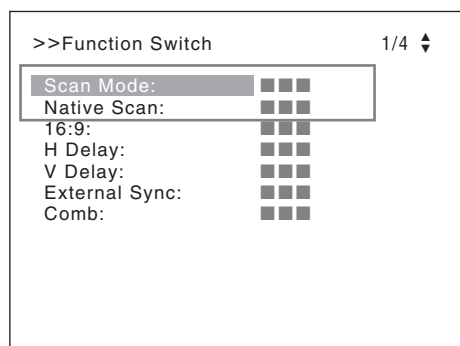 >>Function Switch 1/4
Scan Mode: ■■■
Native Scan: ■■■
16:9: ■■■
H Delay: ■■■
V Delay: ■■■
External Sync: ■■■
Comb: ■■■